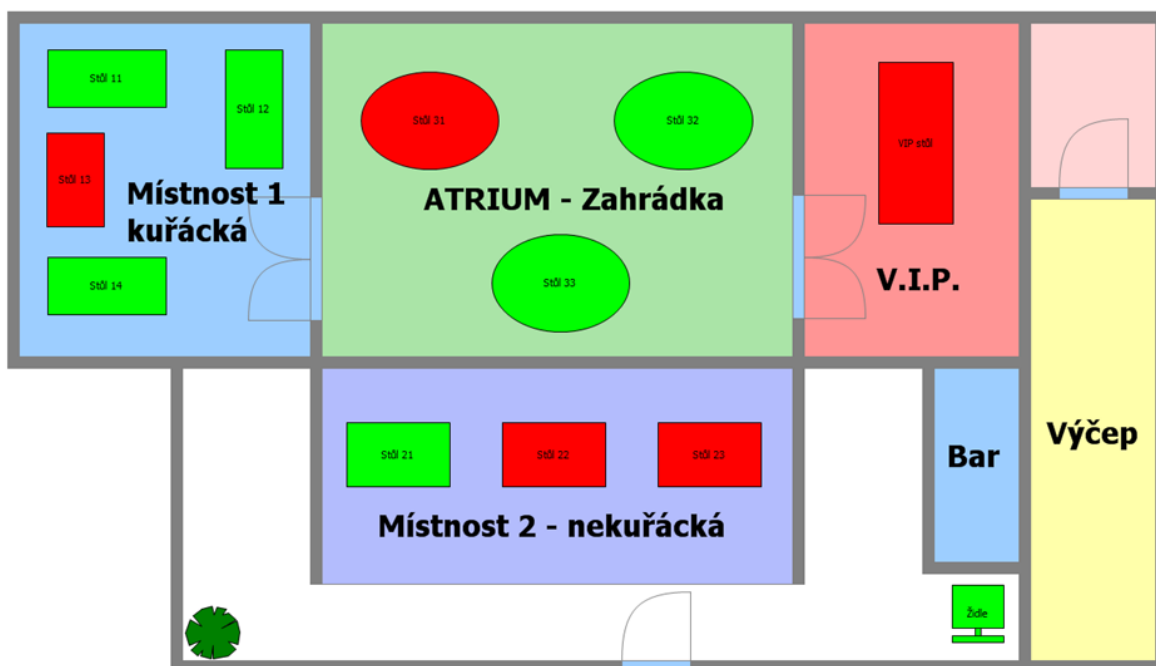 Stůl 11
Stůl 12
Stůl 13
Stůl 14
Místnost 1
kuřácká
Stůl 31
Stůl 32
ATRIUM - Zahrádka
Stůl 33
VIP stůl
V.I.P.
Stůl 21
Stůl 22
Stůl 23
Místnost 2 - nekuřácká
Bar
Výčep
Židle